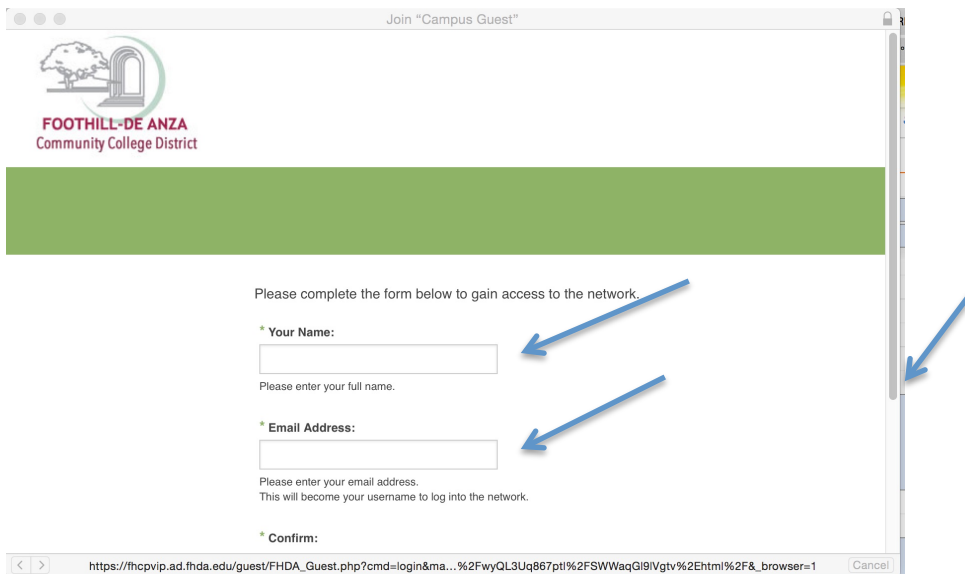 Join “Campus Guest”
FOOTHILL-DE ANZA
Community College District
Please complete the form below to gain access to the network.
* Your Name:
Please enter your full name.
* Email Address:
Please enter your email address.
This will become your username to log into the network.
* Confirm:
https://fhcpvip.ad.fhda.edu/guest/FHDA_Guest.php?cmd=login&ma…%2FwyQL3Uq867ptl%2FSWWaqGl9lVgtv%2Ehtml%2F&_browser=1
Cancel